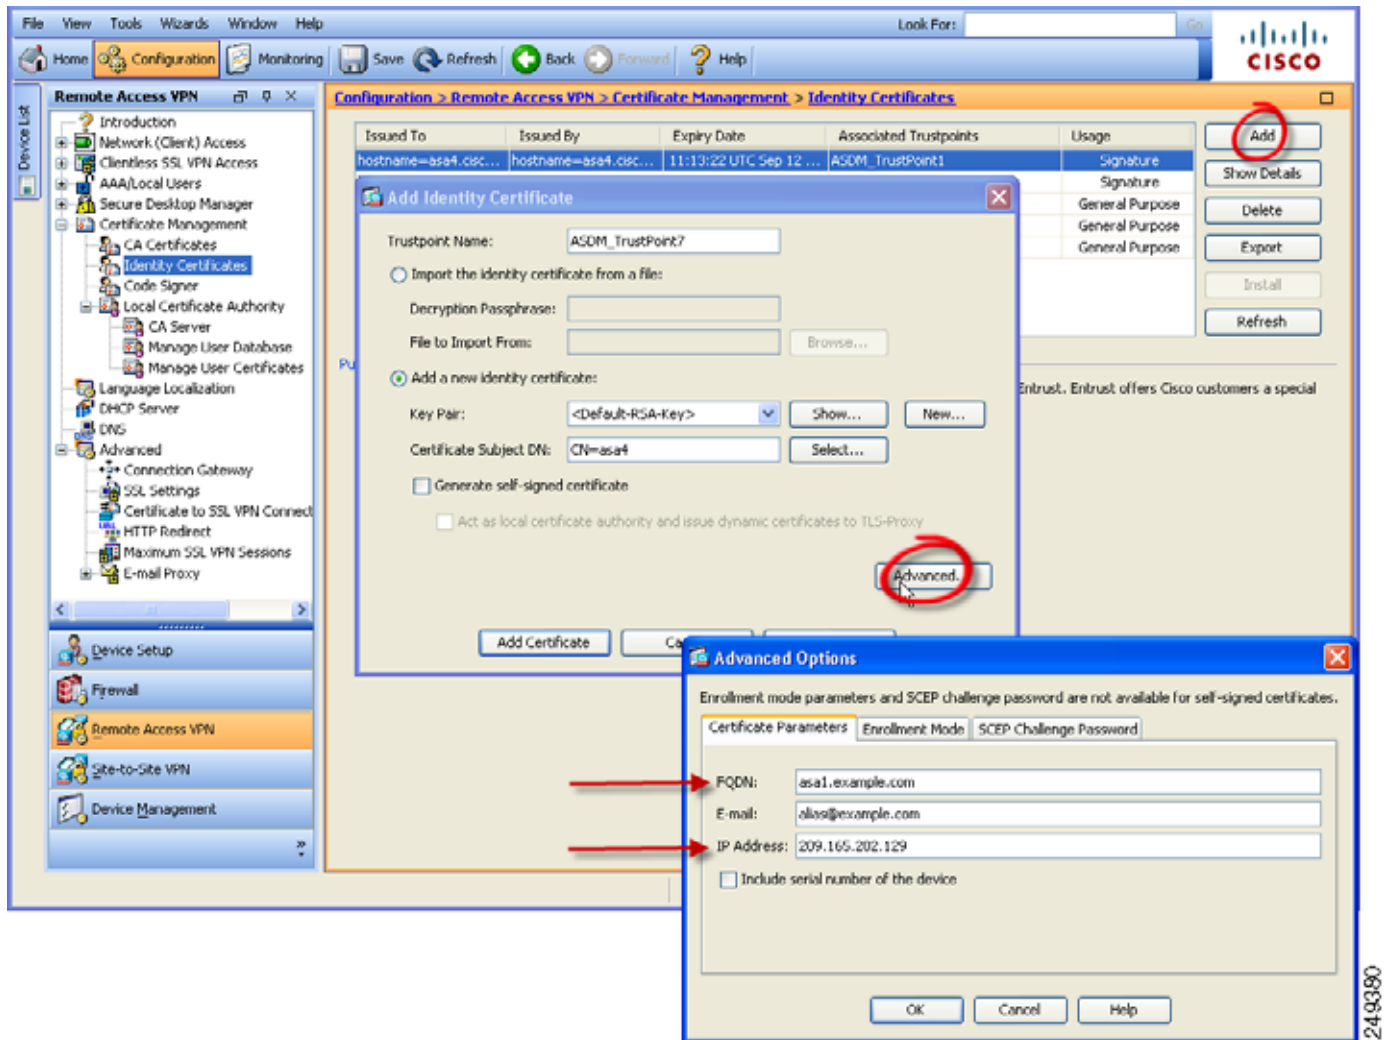 File View Tools Wizards Window Help Look For: Go
Home Configuration Monitoring Save Refresh Back Forward Help
CISCO
Device List
Remote Access VPN
Introduction
Network (Client) Access
Clientless SSL VPN Access
AAA/Local Users
Secure Desktop Manager
Certificate Management
CA Certificates
Identity Certificates
Code Signer
Local Certificate Authority
CA Server
Manage User Database
Manage User Certificates
Language Localization
DHCP Server
DNS
Advanced
Connection Gateway
SSL Settings
Certificate to SSL VPN Connect
HTTP Redirect
Maximum SSL VPN Sessions
E-mail Proxy
Device Setup
Firewall
Remote Access VPN
Site-to-Site VPN
Device Management
Configuration > Remote Access VPN > Certificate Management > Identity Certificates
Issued To Issued By Expiry Date Associated Trustpoints Usage
hostname=asa4.cisc... hostname=asa4.cisc... 11:13:22 UTC Sep 12 ... ASDM_TrustPoint1 Signature
Signature
General Purpose
General Purpose
General Purpose
Add
Show Details
Delete
Export
Install
Refresh
Pu
Entrust. Entrust offers Cisco customers a special
Add Identity Certificate
Trustpoint Name: ASDM_TrustPoint7
Import the identity certificate from a file:
Decryption Passphrase:
File to Import From: Browse...
Add a new identity certificate:
Key Pair: <Default-RSA-Key> Show... New...
Certificate Subject DN: CN=asa4 Select...
Generate self-signed certificate
Act as local certificate authority and issue dynamic certificates to TLS-Proxy
Advanced.
Add Certificate Ca
Advanced Options
Enrollment mode parameters and SCEP challenge password are not available for self-signed certificates.
Certificate Parameters Enrollment Mode SCEP Challenge Password
FQDN: asa1.example.com
E-mail: alias@example.com
IP Address: 209.165.202.129
Include serial number of the device
OK Cancel Help
249380